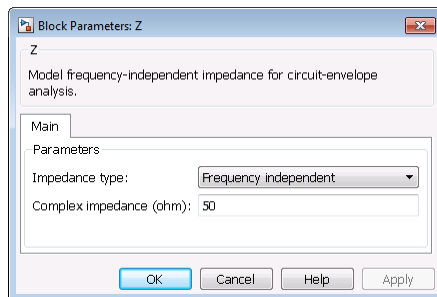 Block Parameters: Z
Z
Model frequency-independent impedance for circuit-envelope
analysis.
Main
Parameters
Impedance type: Frequency independent
Complex impedance (ohm): 50
OK Cancel Help Apply